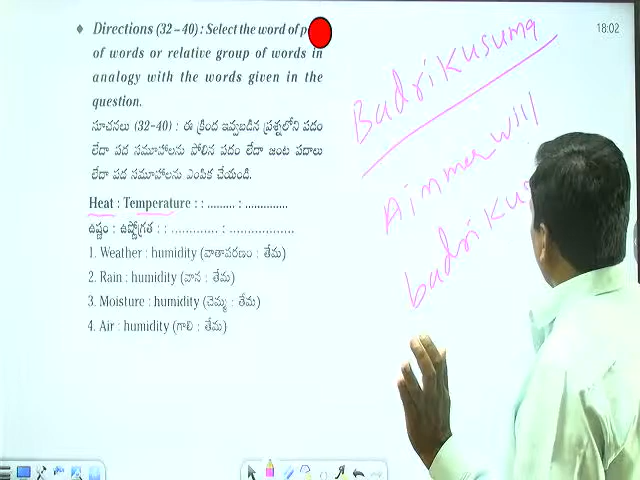 ♦ Directions (32 – 40) : Select the word of
of words or relative group of words in
analogy with the words given in the
question.
సూచనలు (32-40) : ఈ క్రింద ఇవ్వబడిన ప్రశ్నలోని పదం
లేదా పద సమూహాలను పోలిన పదం లేదా జంట పదాలు
లేదా పద సమూహాలను ఎంపిక చేయండి.
Heat : Temperature : : ......... : ..............
ఉష్ణం : ఉష్ణోగ్రత : : ............. : ...................
1. Weather : humidity (వాతావరణం : తేమ)
2. Rain : humidity (వాన : తేమ)
3. Moisture : humidity (చెమ్మ : తేమ)
4. Air : humidity (గాలి : తేమ)
18:02
Badrikusuma
will